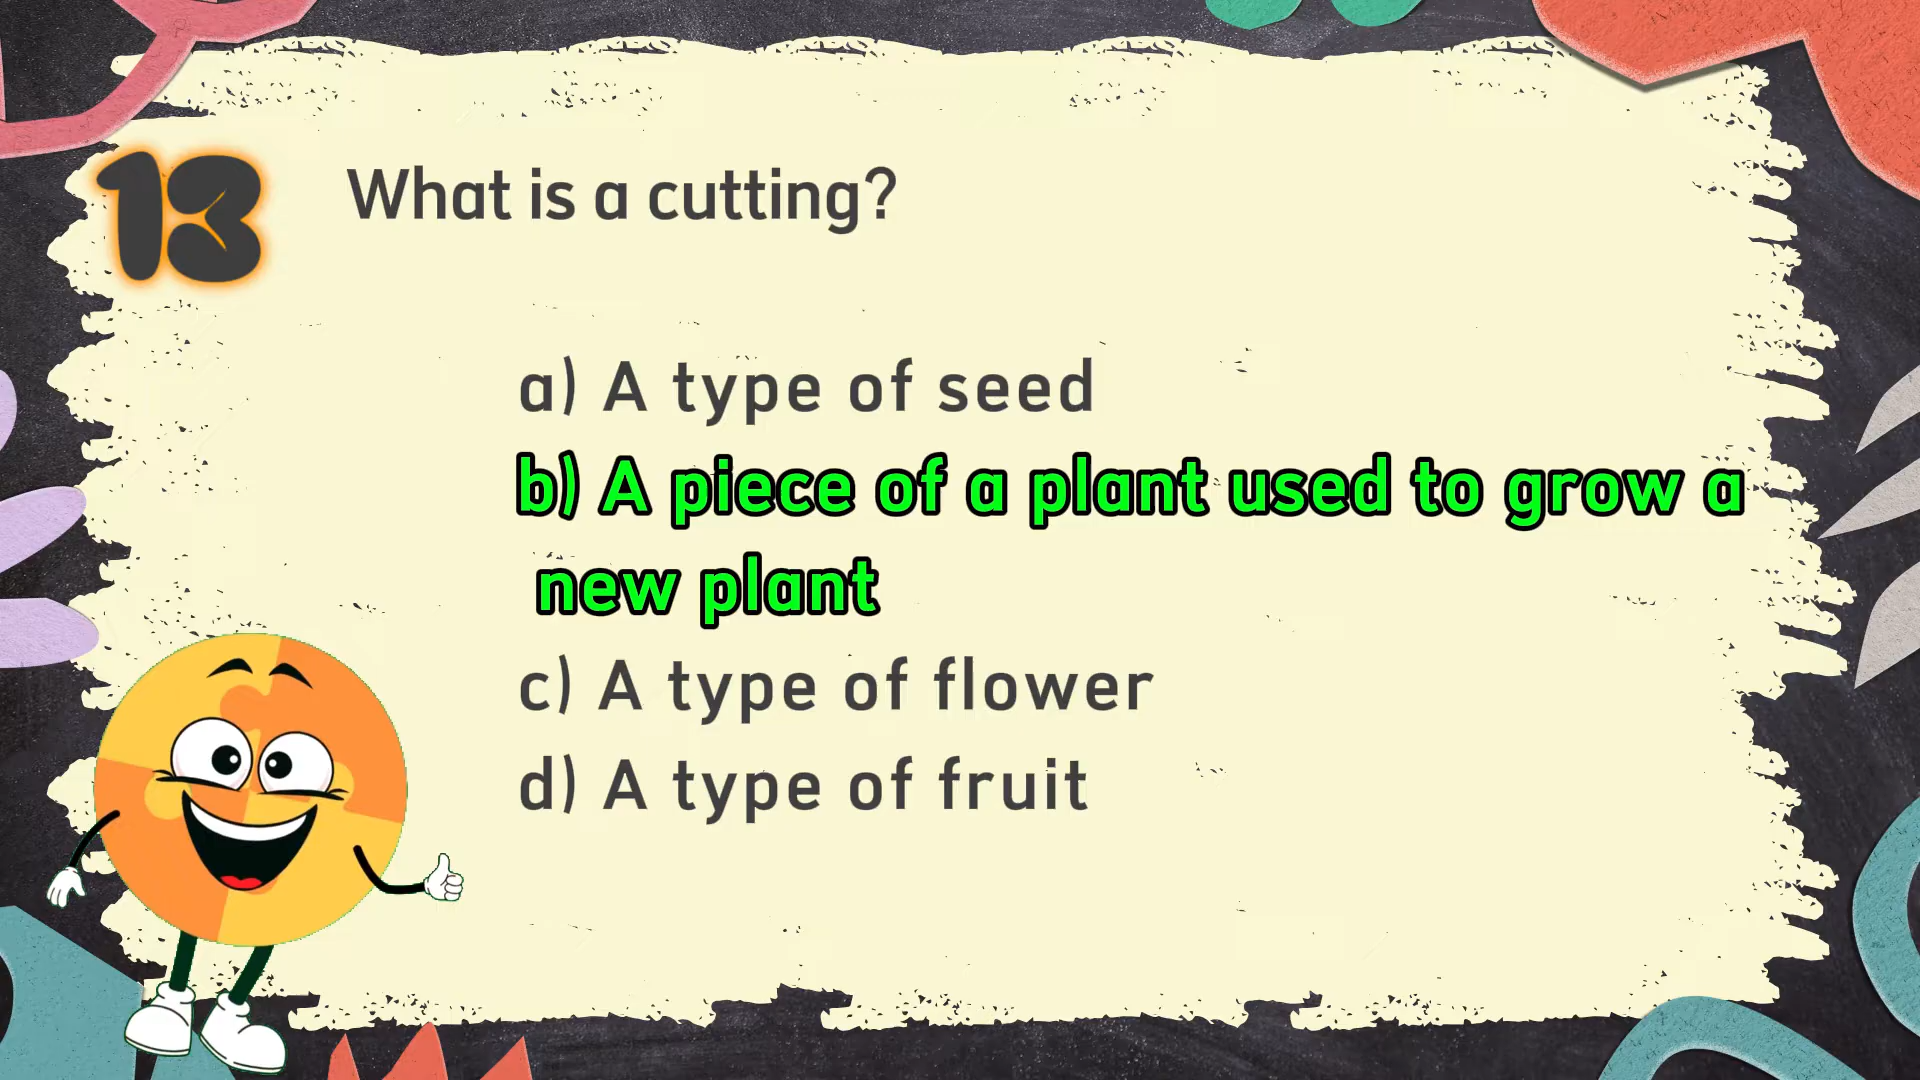 13
What is a cutting?
a) A type of seed
b) A piece of a plant used to grow a
new plant
c) A type of flower
d) A type of fruit